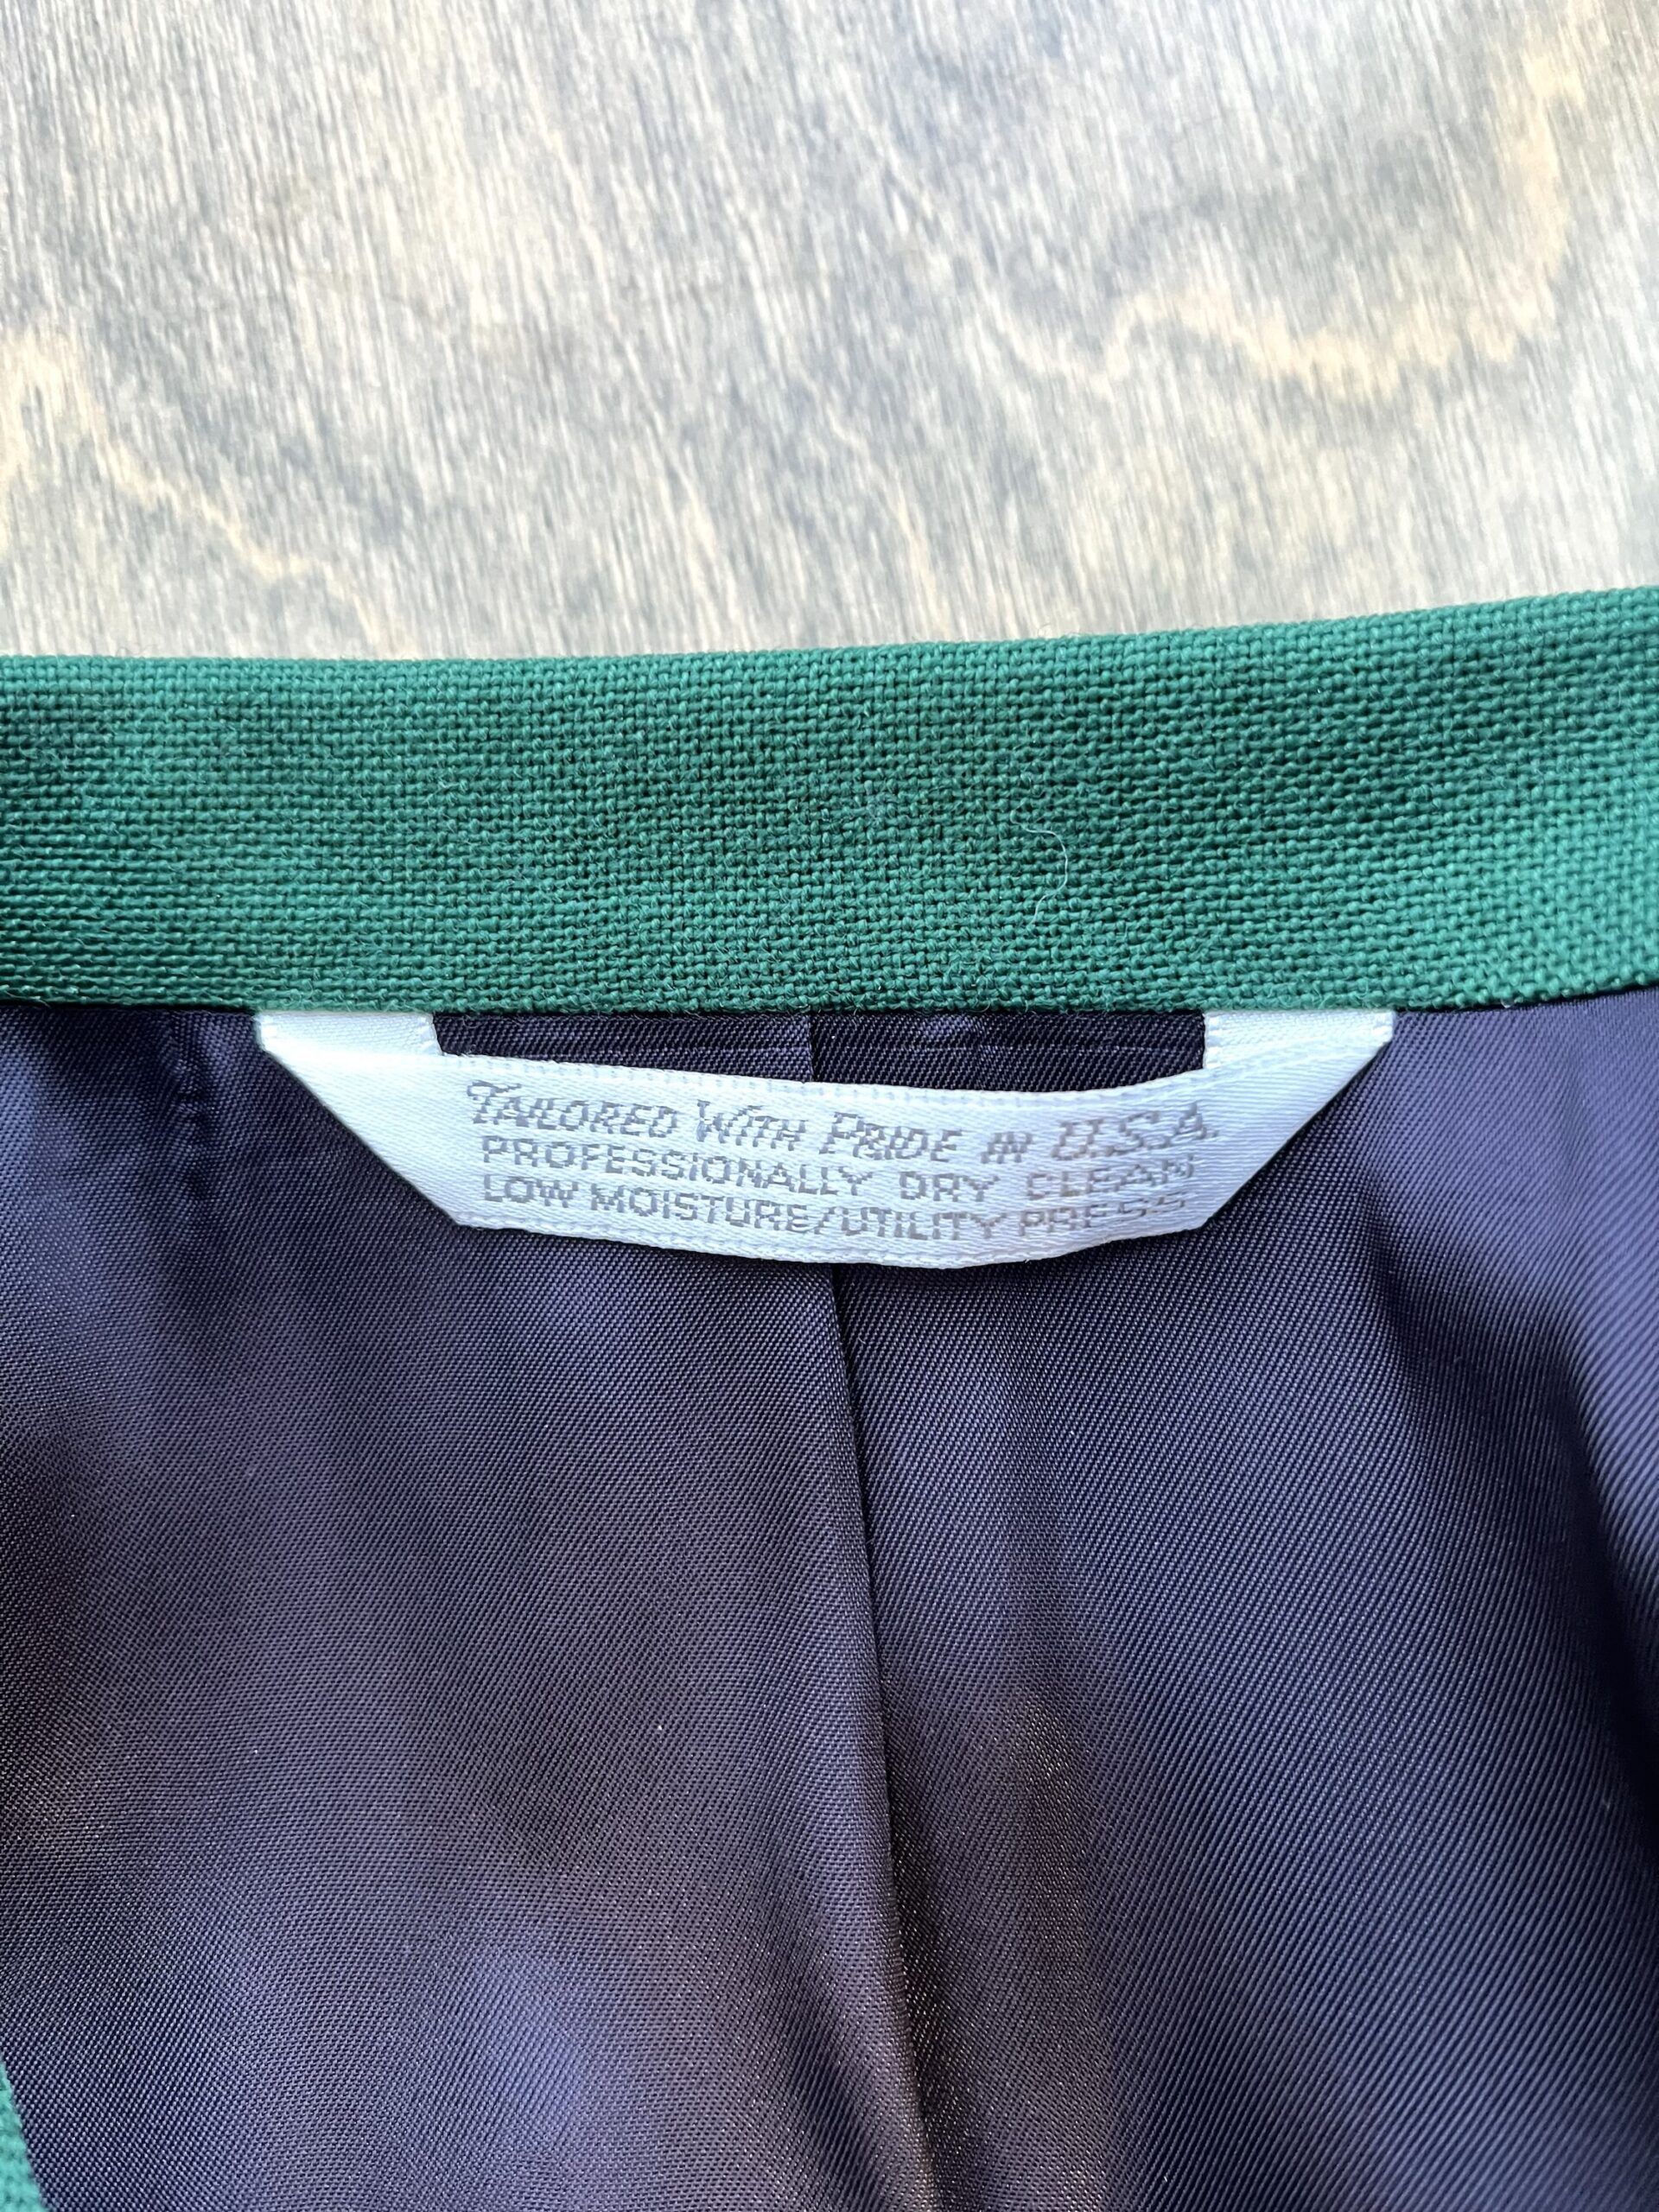 TAILORED WITH PRIDE IN U.S.A.
PROFESSIONALLY DRY CLEAN
LOW MOISTURE/UTILITY PRESS